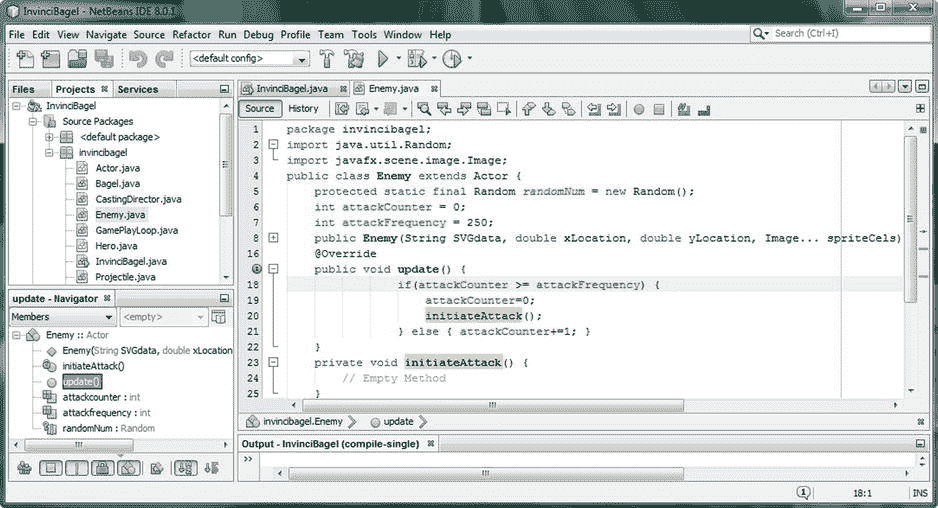 InvinciBagel - NetBeans IDE 8.0.1
File Edit View Navigate Source Refactor Run Debug Profile Team Tools Window Help
Search (Ctrl+I)
<default config>
Files Projects Services
InvinciBagel
Source Packages
<default package>
invincibagel
Actor.java
Bagel.java
CastingDirector.java
Enemy.java
GamePlayLoop.java
Hero.java
InvinciBagel.java
Projectile.java
update - Navigator
Members <empty>
Enemy :: Actor
Enemy(String SVGdata, double xLocation
initiateAttack()
update()
attackcounter : int
attackfrequency : int
randomNum : Random
InvinciBagel.java Enemy.java
Source History
1 package invincibagel;
2 import java.util.Random;
3 import javafx.scene.image.Image;
4 public class Enemy extends Actor {
5 protected static final Random randomNum = new Random();
6 int attackCounter = 0;
7 int attackFrequency = 250;
8 public Enemy(String SVGdata, double xLocation, double yLocation, Image... spriteCels)
16 @Override
public void update() {
18 if(attackCounter >= attackFrequency) {
19 attackCounter=0;
20 initiateAttack();
21 } else { attackCounter+=1; }
22 }
23 private void initiateAttack() {
24 // Empty Method
25 }
invincibagel.Enemy update
Output - InvinciBagel (compile-single)
>>
1 18:1 INS